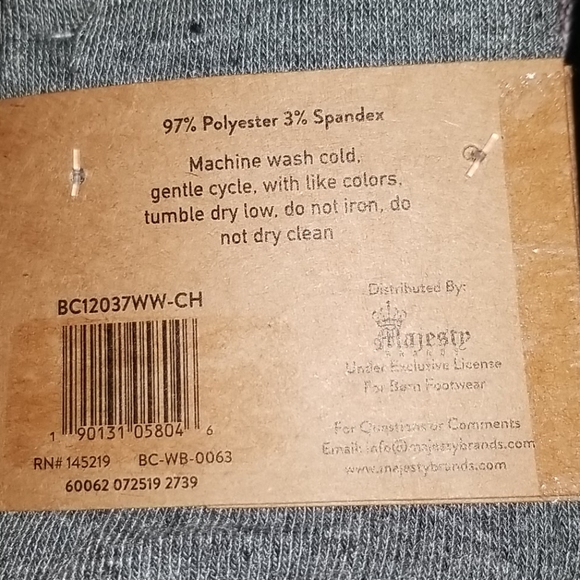 97% Polyester 3% Spandex
Machine wash cold,
gentle cycle, with like colors,
tumble dry low, do not iron, do
not dry clean
BC12037WW-CH
1 90131 05804 6
RN# 145219 BC-WB-0063
60062 072519 2739
Distributed By:
Majesty
Under Exclusive License
For Born Footwear
For Questions or Comments
Email: info@majestybrands.com
www.majestybrands.com